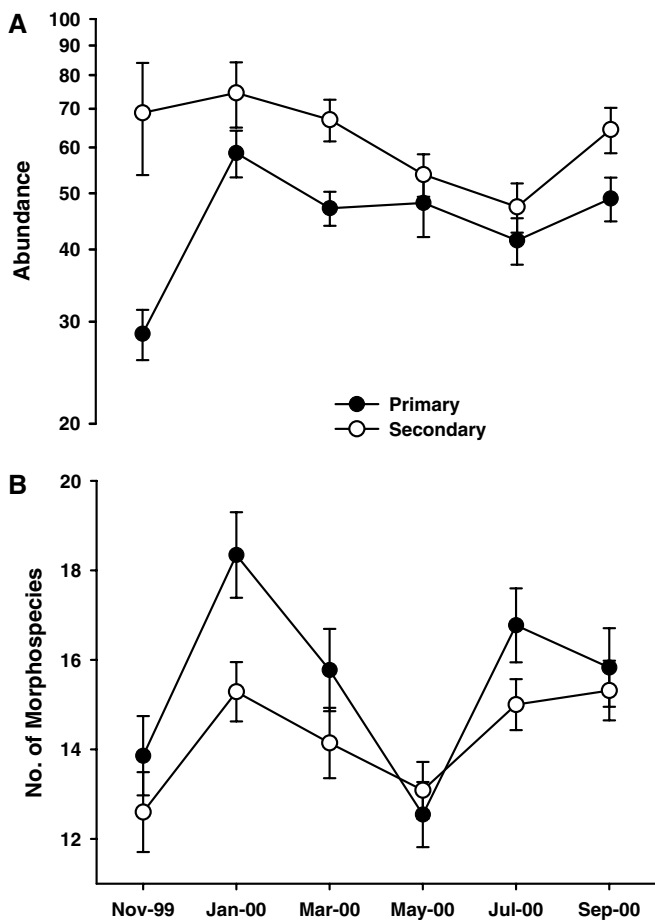 A
100
90
80
70
60
50
40
30
20
Abundance
Primary
Secondary
B
20
18
16
14
12
No. of Morphospecies
Nov-99 Jan-00 Mar-00 May-00 Jul-00 Sep-00